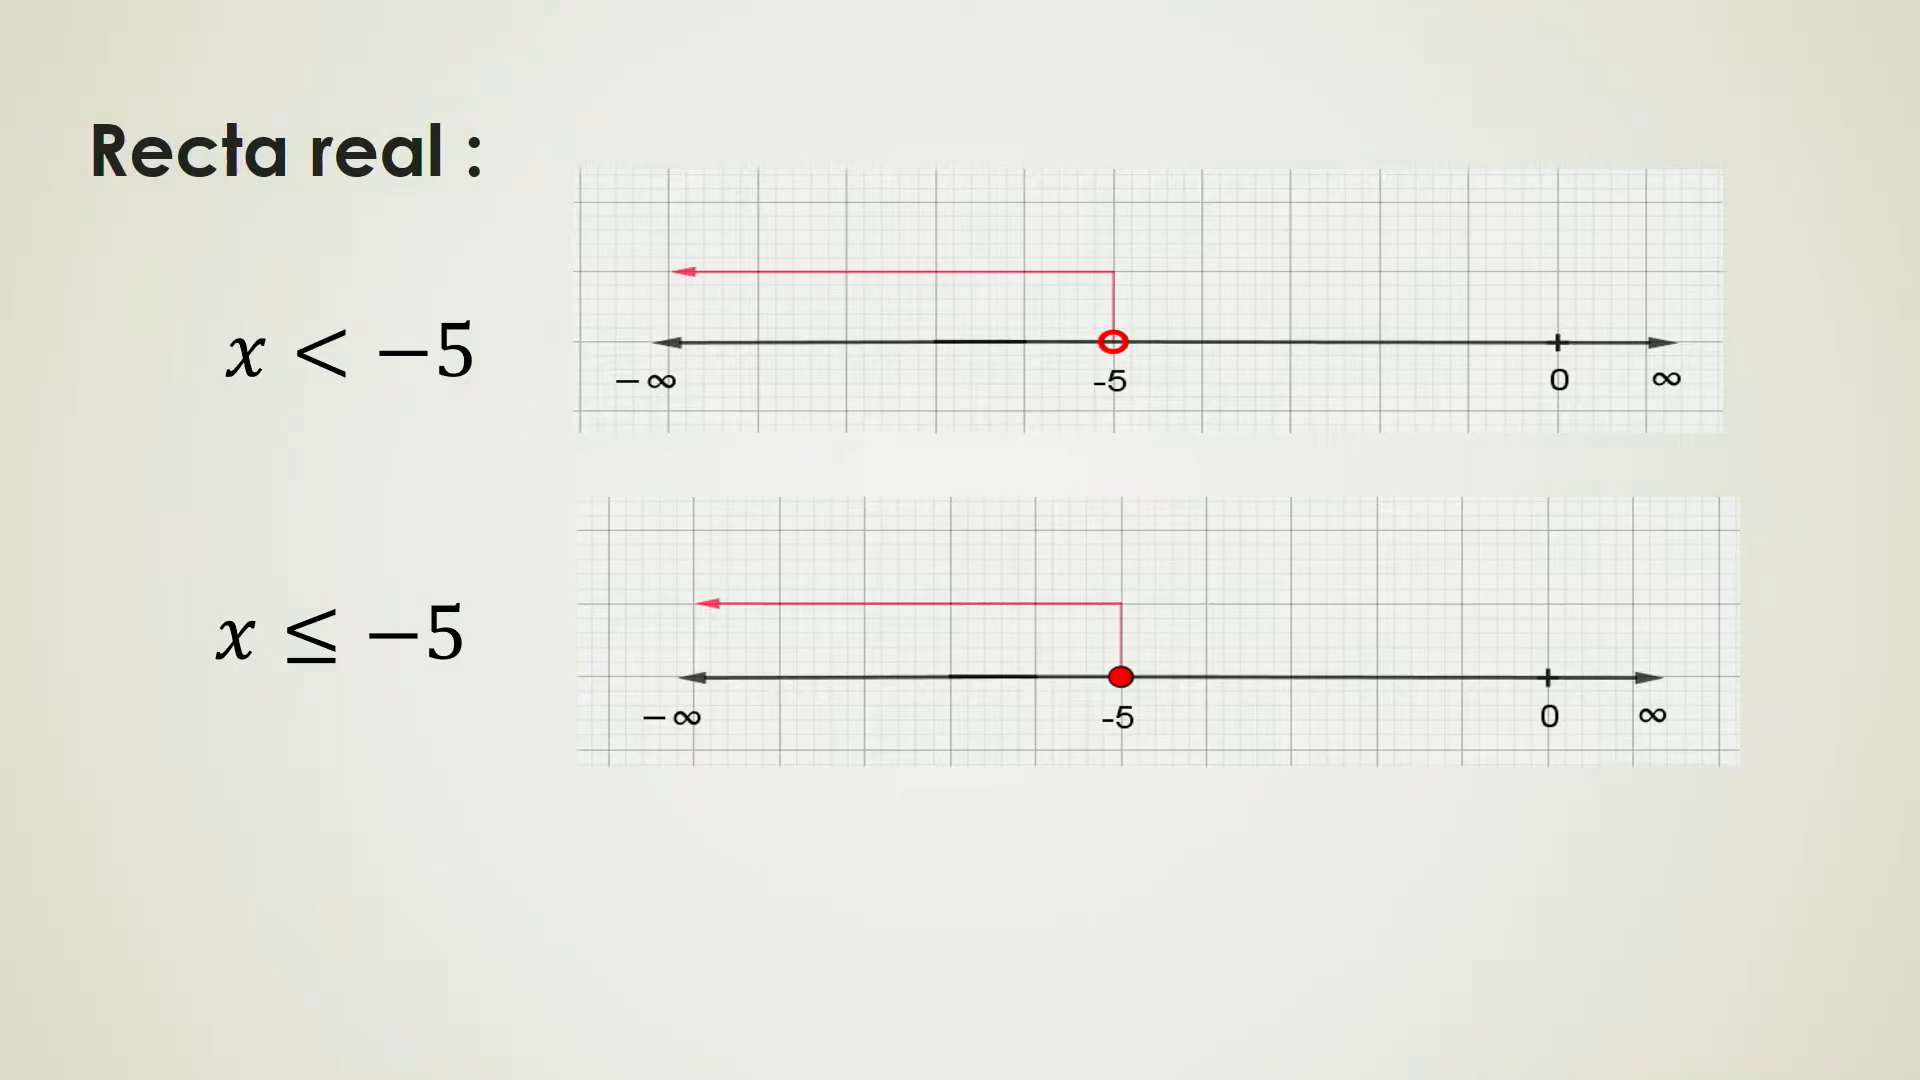 Recta real :
x < −5
− ∞ -5 0 ∞
x ≤ −5
− ∞ -5 0 ∞